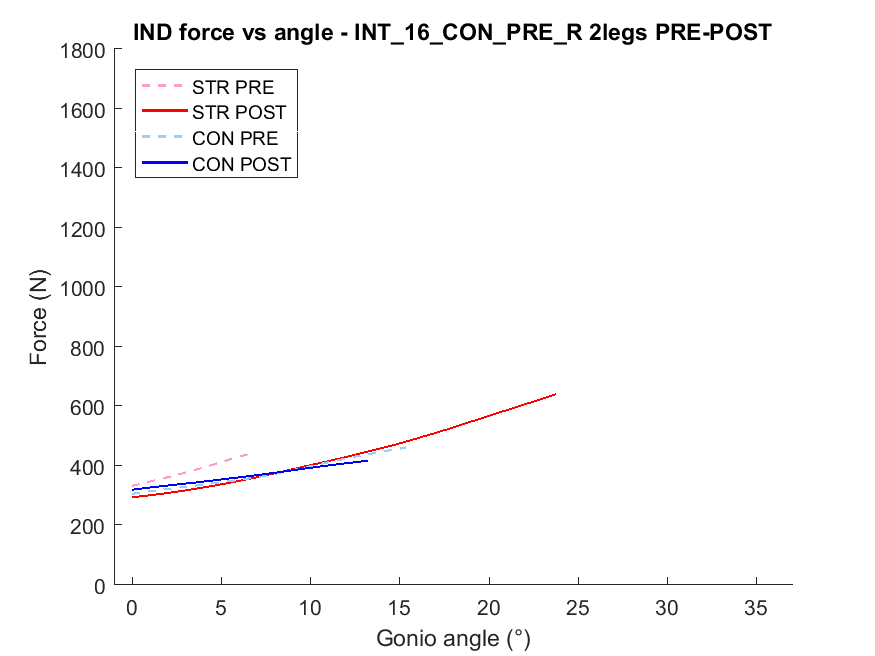 IND force vs angle - INT_16_CON_PRE_R 2legs PRE-POST
1800
1600
1400
1200
1000
800
600
400
200
0
STR PRE
STR POST
CON PRE
CON POST
Force (N)
0 5 10 15 20 25 30 35
Gonio angle (°)